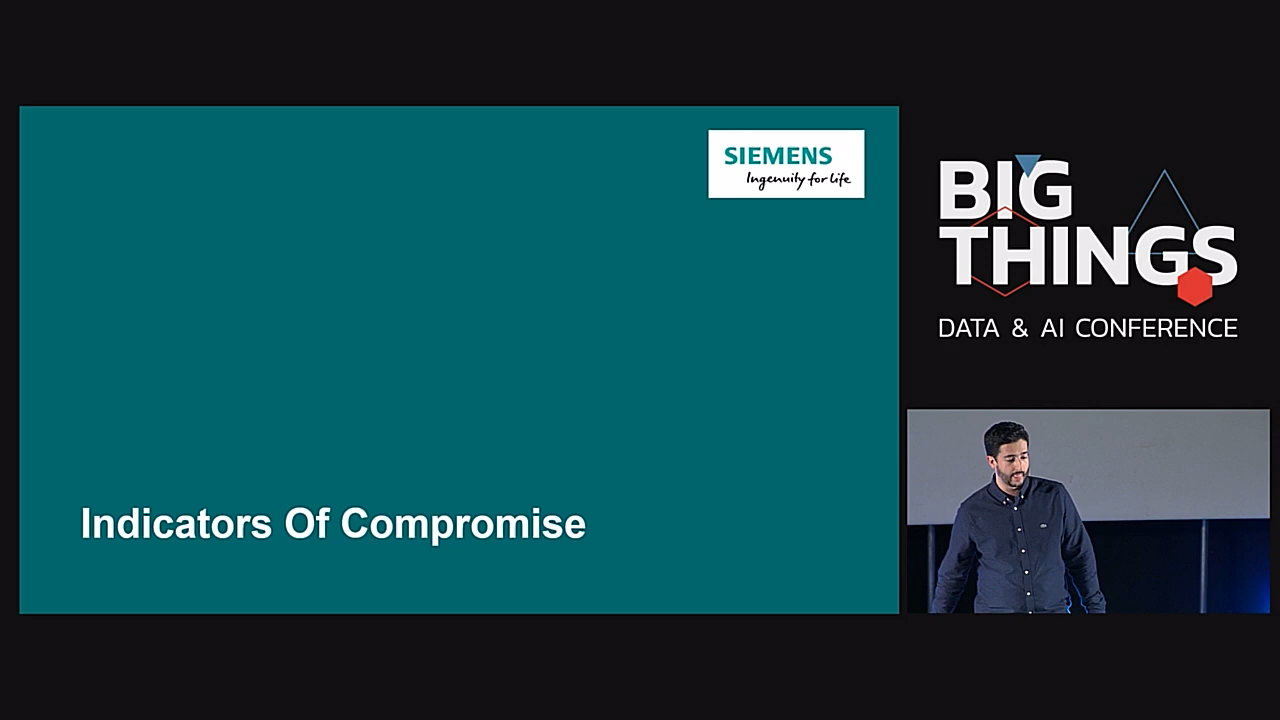 SIEMENS
Ingenuity for life
Indicators Of Compromise
BIG
THINGS
DATA & AI CONFERENCE